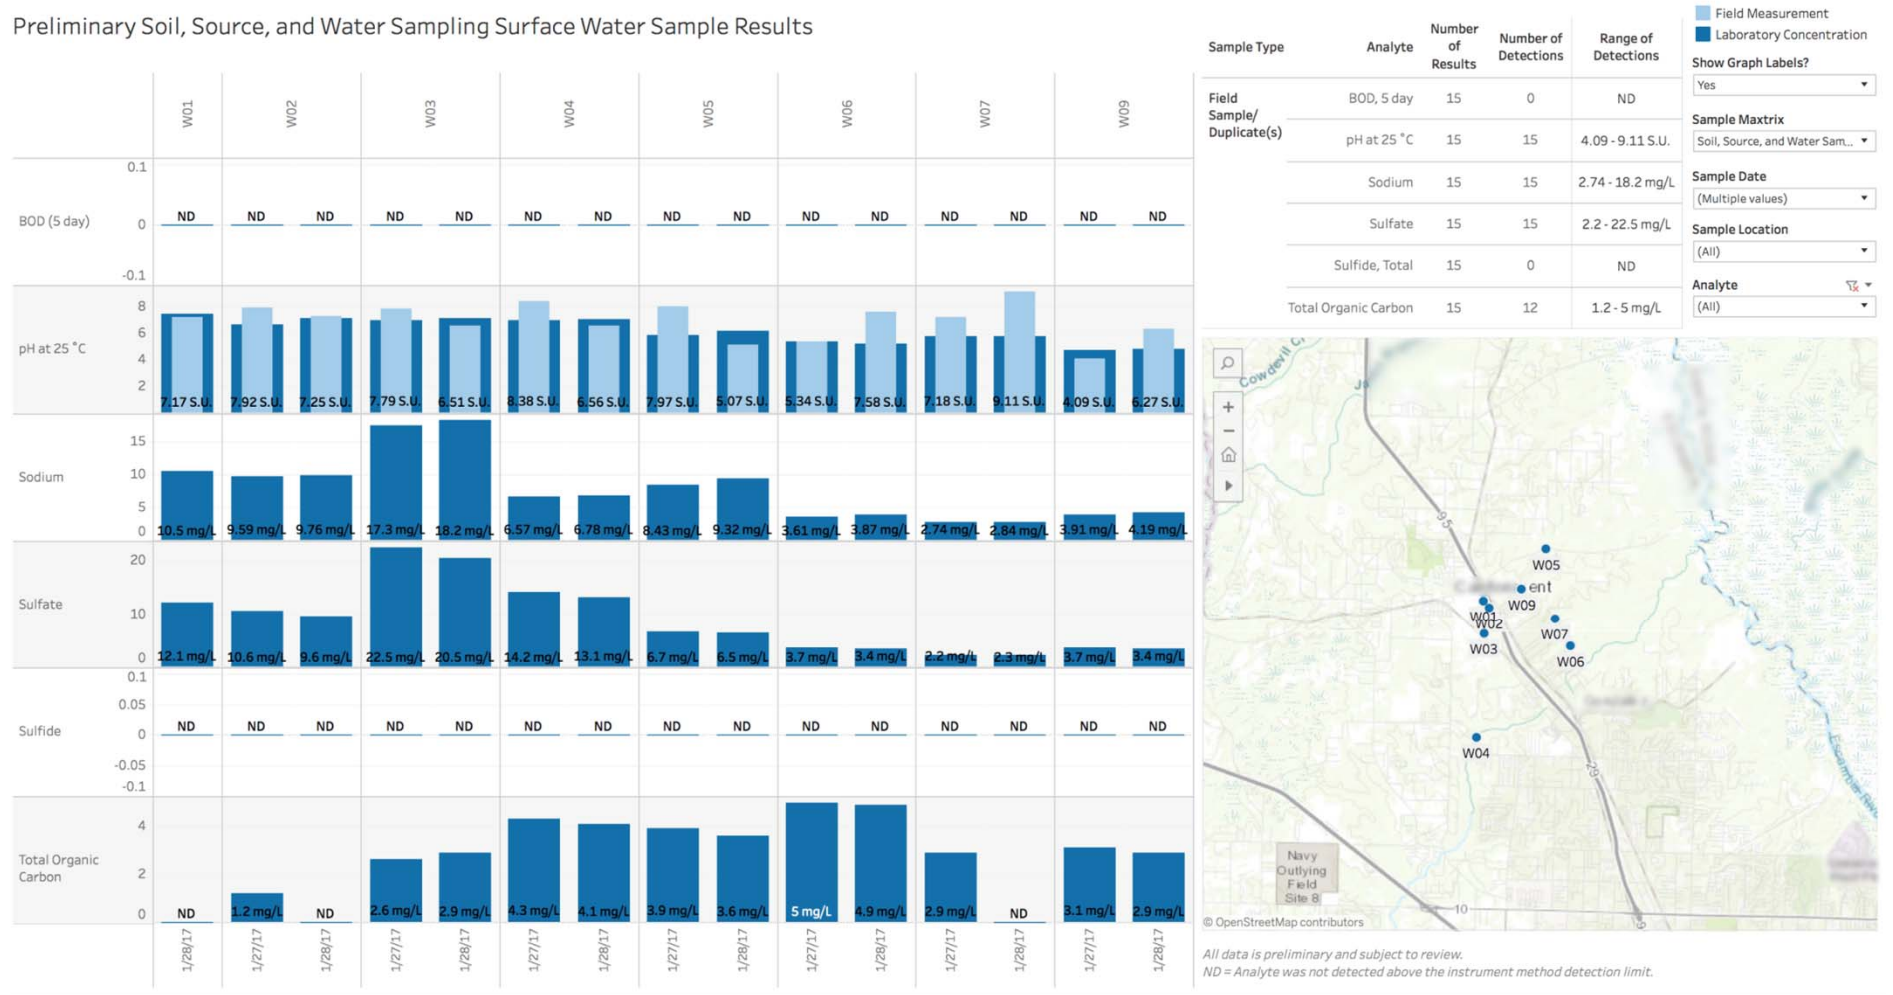 Preliminary Soil, Source, and Water Sampling Surface Water Sample Results
W01 W02 W03 W04 W05 W06 W07 W09
BOD (5 day)
0.1
0
-0.1
ND ND ND ND ND ND ND ND ND ND ND ND ND ND ND
pH at 25 °C
8
6
4
2
7.17 S.U. 7.92 S.U. 7.25 S.U. 7.79 S.U. 6.51 S.U. 8.38 S.U. 6.56 S.U. 7.97 S.U. 5.07 S.U. 5.34 S.U. 7.58 S.U. 7.18 S.U. 9.11 S.U. 4.09 S.U. 6.27 S.U.
Sodium
15
10
5
0
10.5 mg/L 9.59 mg/L 9.76 mg/L 17.3 mg/L 18.2 mg/L 6.57 mg/L 6.78 mg/L 8.43 mg/L 9.32 mg/L 3.61 mg/L 3.87 mg/L 2.74 mg/L 2.84 mg/L 3.91 mg/L 4.19 mg/L
Sulfate
20
10
0
12.1 mg/L 10.6 mg/L 9.6 mg/L 22.5 mg/L 20.5 mg/L 14.2 mg/L 13.1 mg/L 6.7 mg/L 6.5 mg/L 3.7 mg/L 3.4 mg/L 2.2 mg/L 2.3 mg/L 3.7 mg/L 3.4 mg/L
Sulfide
0.1
0.05
0
-0.05
-0.1
ND ND ND ND ND ND ND ND ND ND ND ND ND ND ND
Total Organic
Carbon
4
2
0
ND 1.2 mg/L ND 2.6 mg/L 2.9 mg/L 4.3 mg/L 4.1 mg/L 3.9 mg/L 3.6 mg/L 5 mg/L 4.9 mg/L 2.9 mg/L ND 3.1 mg/L 2.9 mg/L
1/28/17 1/27/17 1/28/17 1/27/17 1/28/17 1/27/17 1/28/17 1/27/17 1/28/17 1/27/17 1/28/17 1/27/17 1/28/17 1/27/17 1/28/17
Sample Type Analyte Number of Results Number of Detections Range of Detections
Field Sample/ Duplicate(s)
BOD, 5 day 15 0 ND
pH at 25 °C 15 15 4.09 - 9.11 S.U.
Sodium 15 15 2.74 - 18.2 mg/L
Sulfate 15 15 2.2 - 22.5 mg/L
Sulfide, Total 15 0 ND
Total Organic Carbon 15 12 1.2 - 5 mg/L
Field Measurement
Laboratory Concentration
Show Graph Labels?
Yes
Sample Maxtrix
Soil, Source, and Water Sam...
Sample Date
(Multiple values)
Sample Location
(All)
Analyte
(All)
Cowdevil C
95
W05
ent
W09
W01
W02
W07
W03
W06
W04
29
Escambia Riv
Navy
Outlying
Field
Site 8
10
© OpenStreetMap contributors
All data is preliminary and subject to review.
ND = Analyte was not detected above the instrument method detection limit.